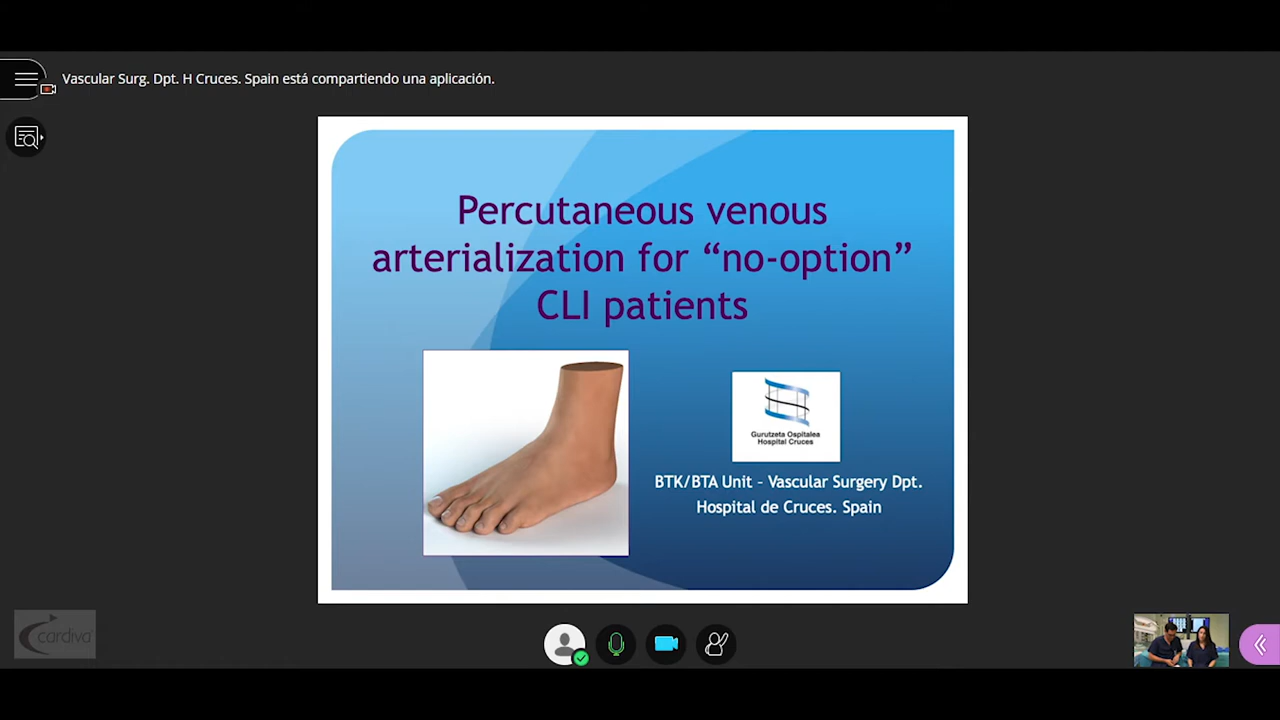 Vascular Surg. Dpt. H Cruces. Spain está compartiendo una aplicación.
Percutaneous venous
arterialization for “no-option”
CLI patients
Gurutzeta Ospitalea
Hospital Cruces
BTK/BTA Unit – Vascular Surgery Dpt.
Hospital de Cruces. Spain
cardiva